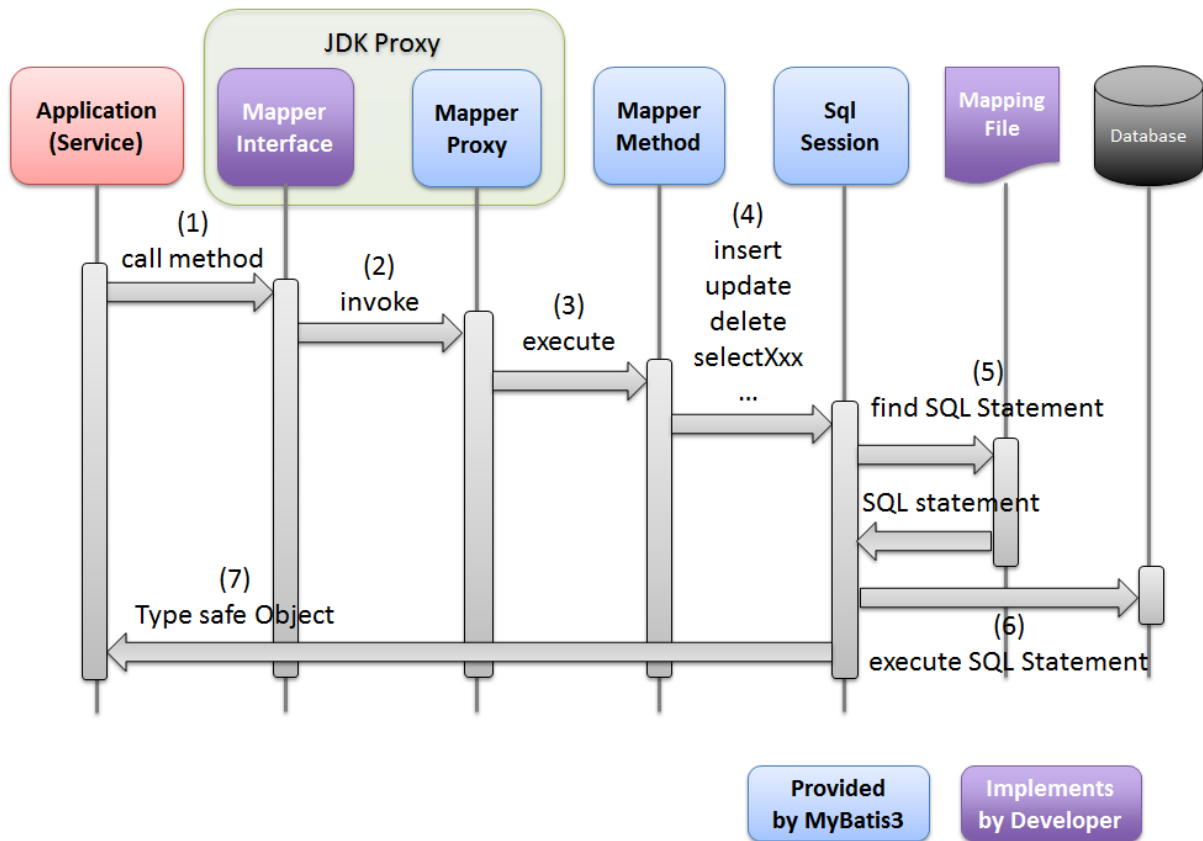 JDK Proxy
Application
(Service)
Mapper
Interface
Mapper
Proxy
Mapper
Method
Sql
Session
Mapping
File
Database
(1)
call method
(2)
invoke
(3)
execute
(4)
insert
update
delete
selectXxx
...
(5)
find SQL Statement
SQL statement
(6)
execute SQL Statement
(7)
Type safe Object
Provided
by MyBatis3
Implements
by Developer